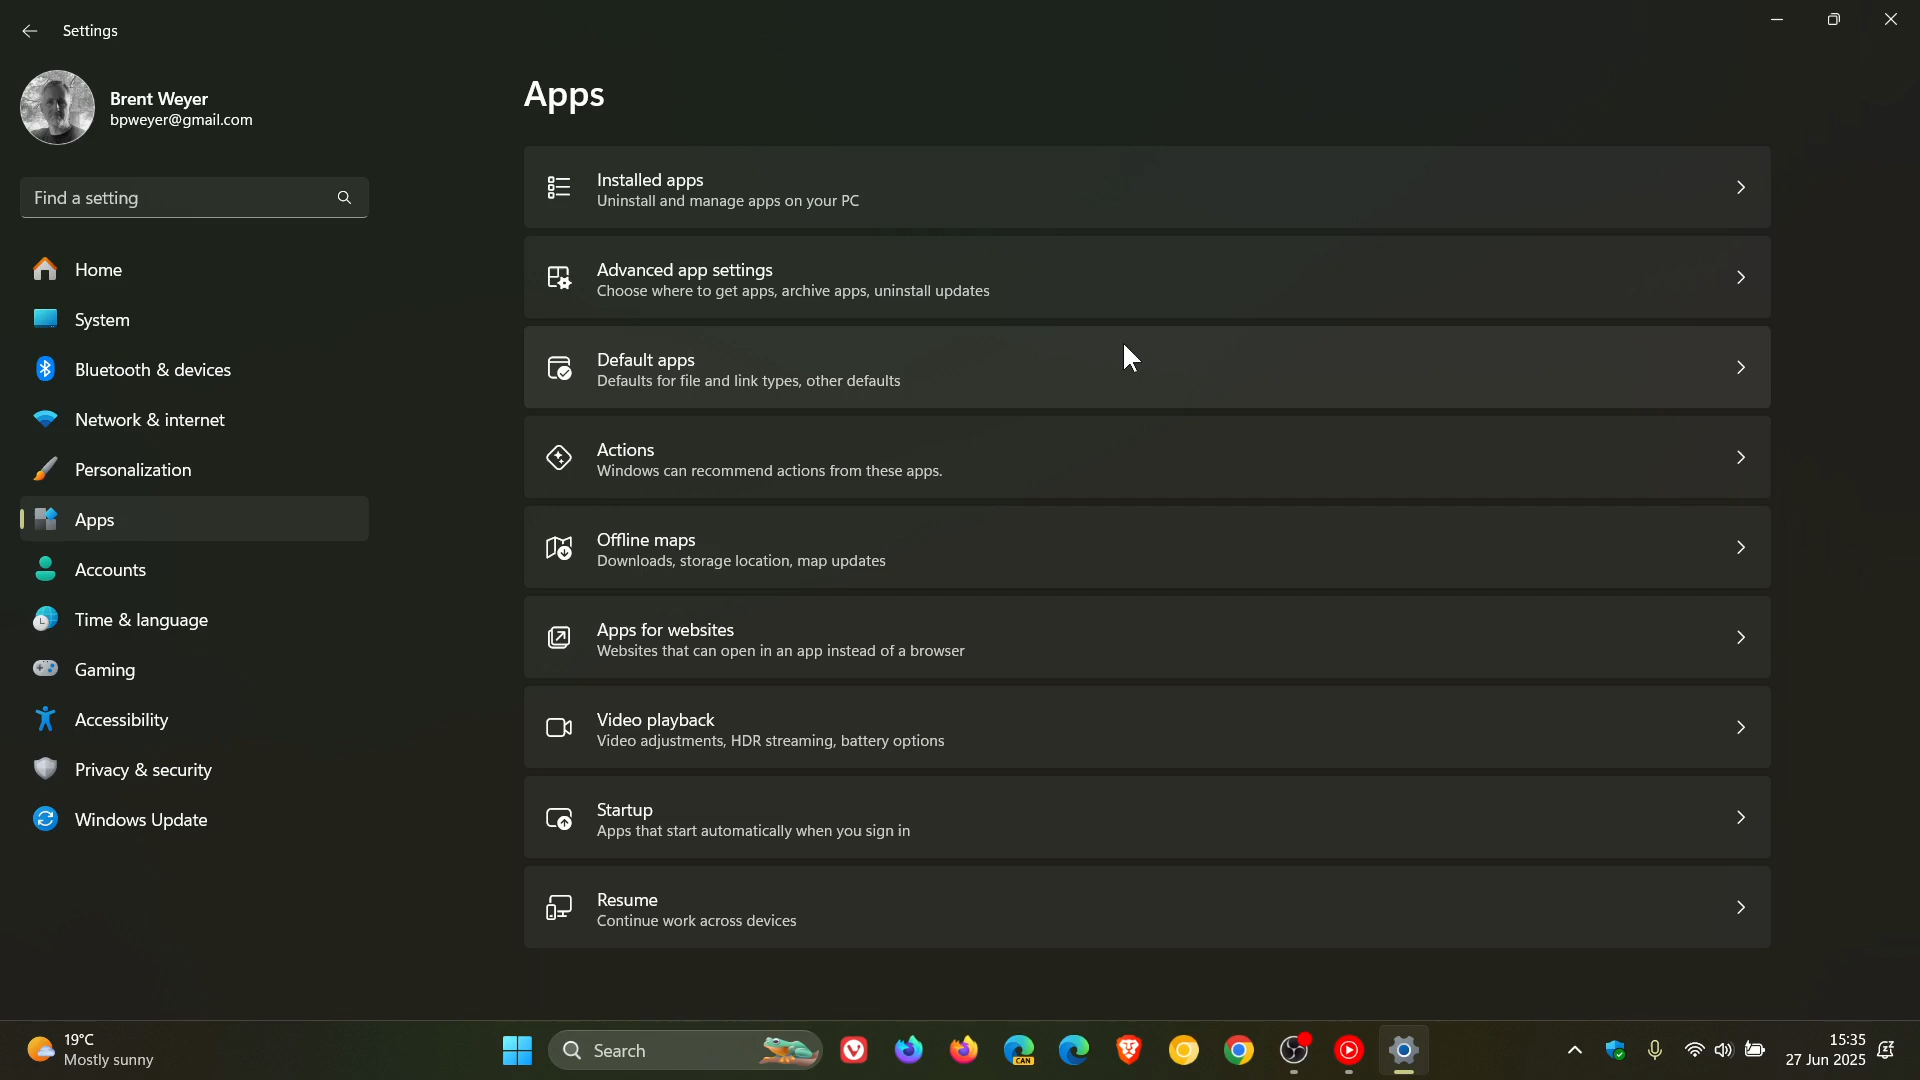 Settings
Brent Weyer
bpweyer@gmail.com
Find a setting
Home
System
Bluetooth & devices
Network & internet
Personalization
Apps
Accounts
Time & language
Gaming
Accessibility
Privacy & security
Windows Update
Apps
Installed apps
Uninstall and manage apps on your PC
Advanced app settings
Choose where to get apps, archive apps, uninstall updates
Default apps
Defaults for file and link types, other defaults
Actions
Windows can recommend actions from these apps.
Offline maps
Downloads, storage location, map updates
Apps for websites
Websites that can open in an app instead of a browser
Video playback
Video adjustments, HDR streaming, battery options
Startup
Apps that start automatically when you sign in
Resume
Continue work across devices
19°C
Mostly sunny
Search
CAN
15:35
27 Jun 2025